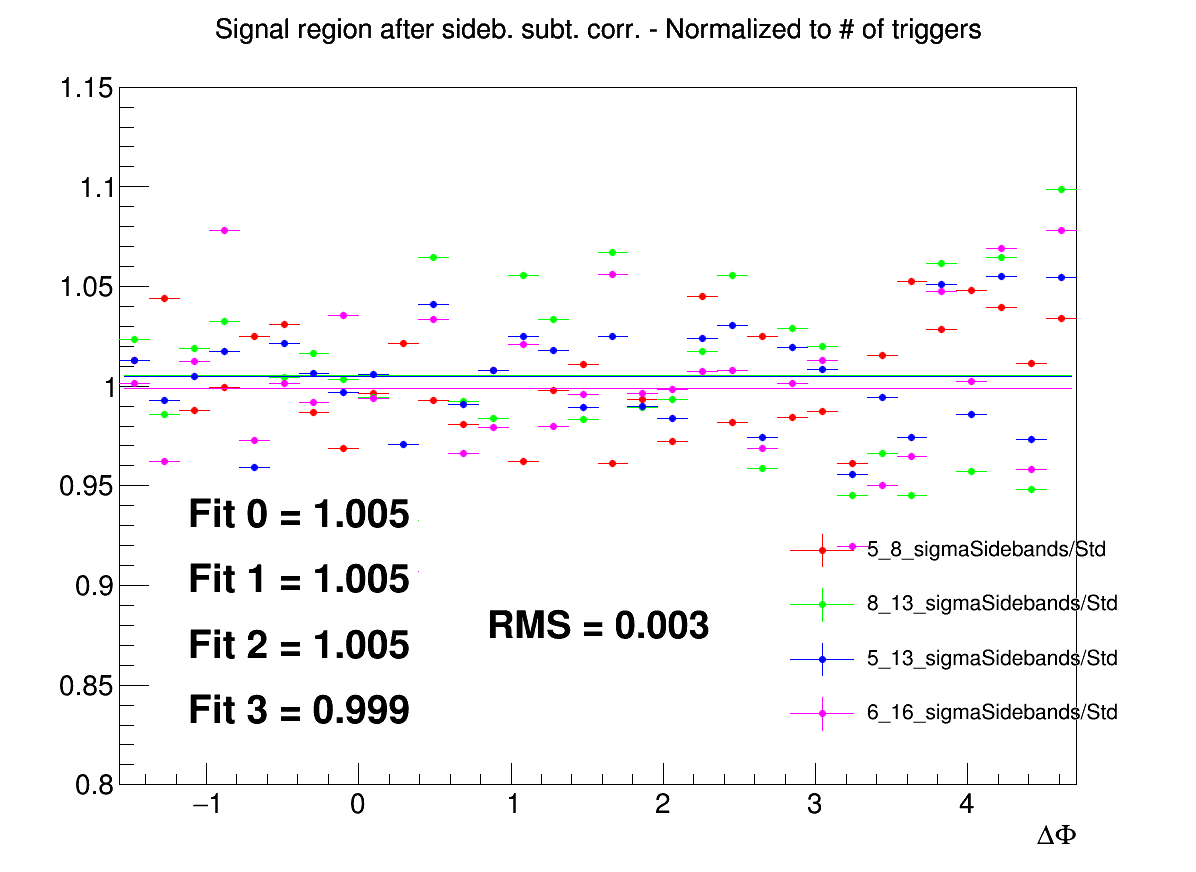 Signal region after sideb. subt. corr. - Normalized to # of triggers
1.15
1.1
1.05
1
0.95
0.9
0.85
0.8
Fit 0 = 1.005
Fit 1 = 1.005
Fit 2 = 1.005
Fit 3 = 0.999
RMS = 0.003
5_8_sigmaSidebands/Std
8_13_sigmaSidebands/Std
5_13_sigmaSidebands/Std
6_16_sigmaSidebands/Std
−1 0 1 2 3 4
ΔΦ